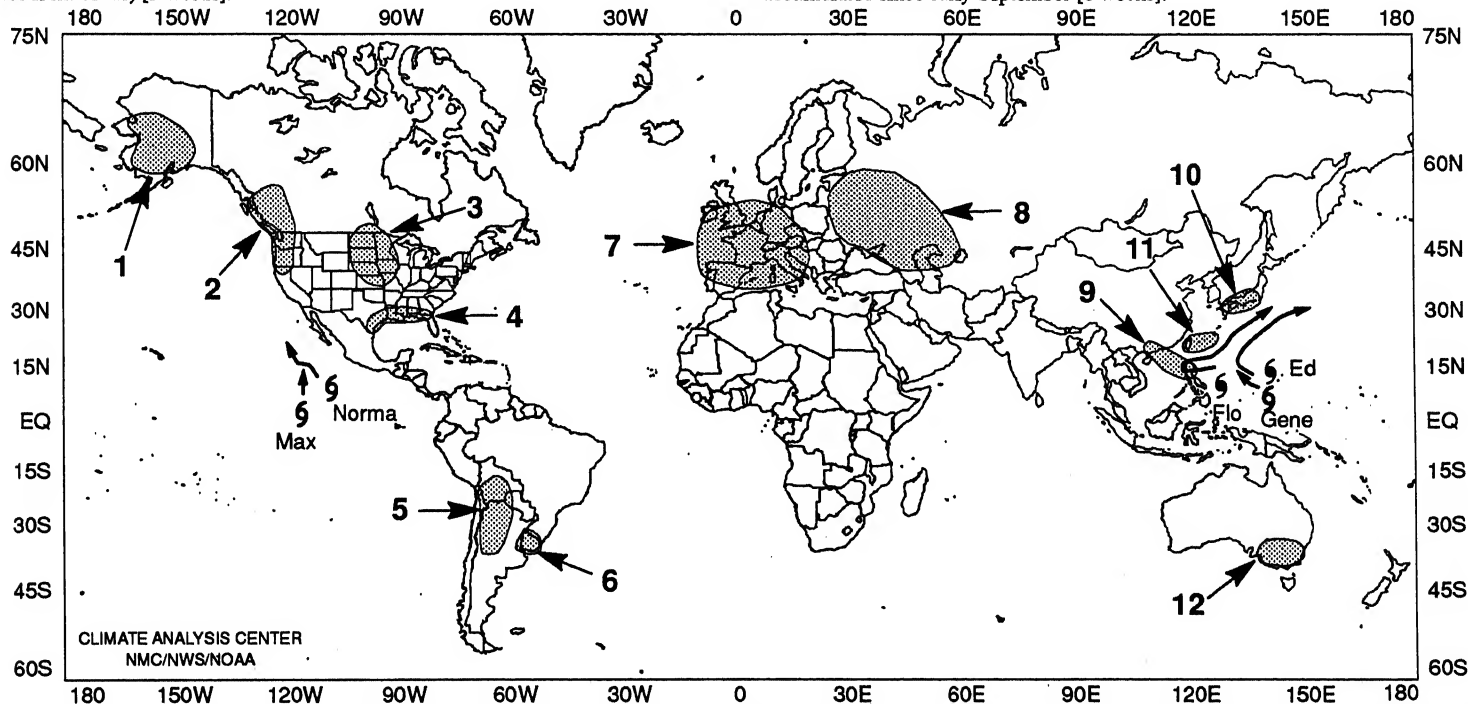 180 150W 120W 90W 60W 30W 0 30E 60E 90E 120E 150E 180
75N 75N
60N 60N
10
3
8
11
7
45N 45N
1
2
9
30N 30N
4
15N 15N
Ed
Norma
Flo
EQ EQ
Gene
Max
15S 15S
5
30S 30S
6
45S 45S
12
CLIMATE ANALYSIS CENTER
NMC/NWS/NOAA
60S 60S
180 150W 120W 90W 60W 30W 0 30E 60E 90E 120E 150E 180